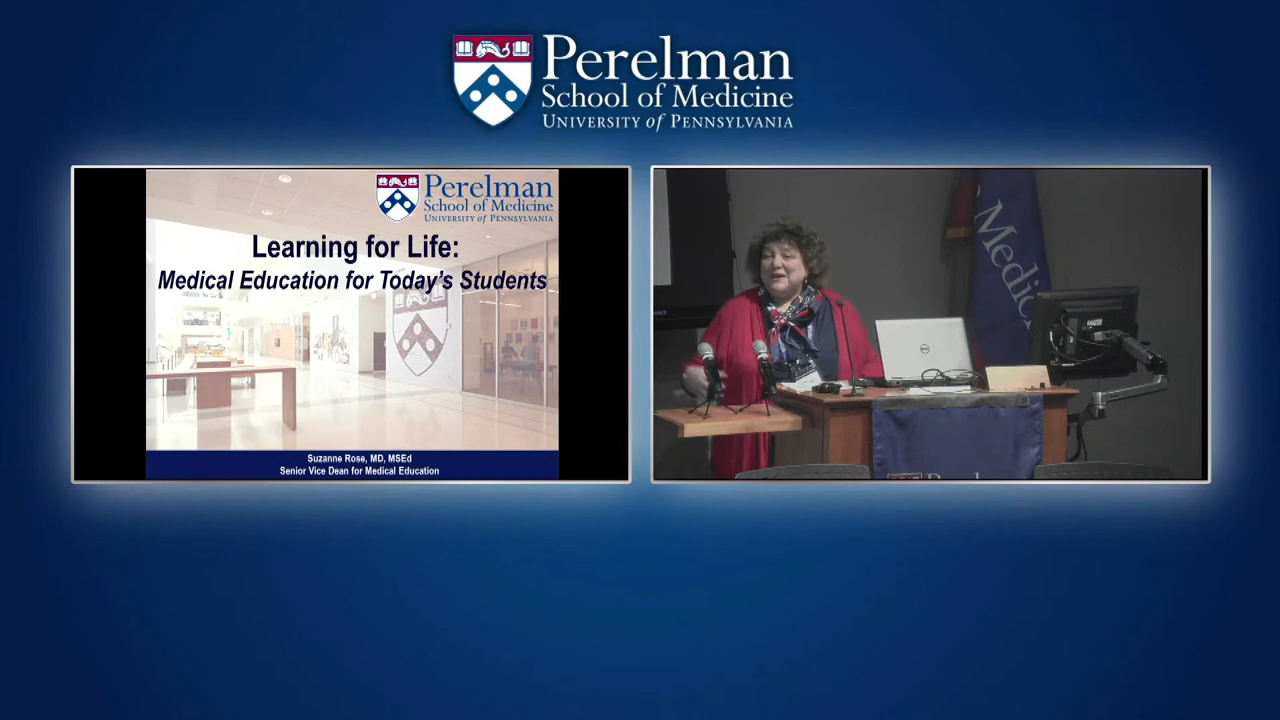 Perelman
School of Medicine
UNIVERSITY of PENNSYLVANIA
Perelman
School of Medicine
UNIVERSITY of PENNSYLVANIA
Learning for Life:
Medical Education for Today's Students
Suzanne Rose, MD, MSEd
Senior Vice Dean for Medical Education
Medic
DELL